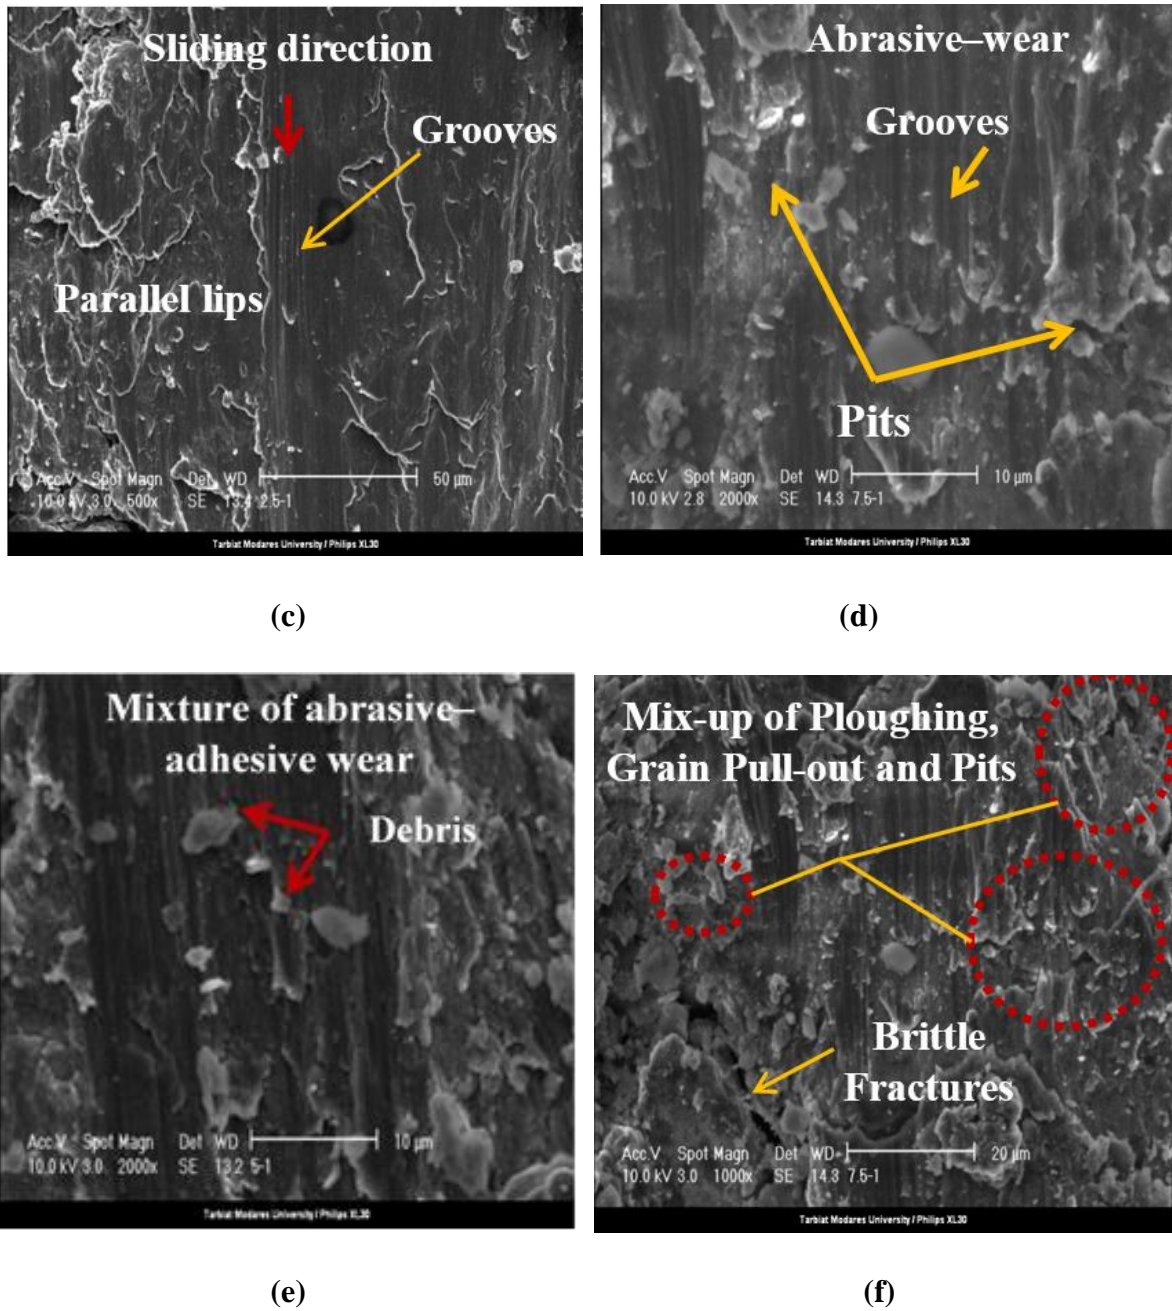 Sliding direction
Grooves
Parallel lips
Acc.V Spot Magn Det WD 50 µm
10.0 kV 3.0 500x SE 13.4 2.5-1
Tarbiat Modares University / Philips XL30
(c)
Abrasive–wear
Grooves
Pits
Acc.V Spot Magn Det WD 10 µm
10.0 kV 2.8 2000x SE 14.3 7.5-1
Tarbiat Modares University / Philips XL30
(d)
Mixture of abrasive–
adhesive wear
Debris
Acc.V Spot Magn Det WD 10 µm
10.0 kV 3.0 2000x SE 13.2 5-1
Tarbiat Modares University / Philips XL30
(e)
Mix-up of Ploughing,
Grain Pull-out and Pits
Brittle
Fractures
Acc.V Spot Magn Det WD 20 µm
10.0 kV 3.0 1000x SE 14.3 7.5-1
Tarbiat Modares University / Philips XL30
(f)